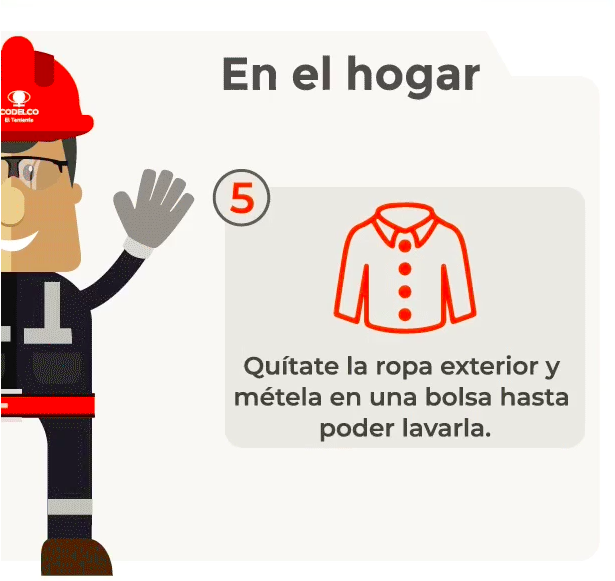 En el hogar
CODELCO
El Teniente
5
Quítate la ropa exterior y
métela en una bolsa hasta
poder lavarla.